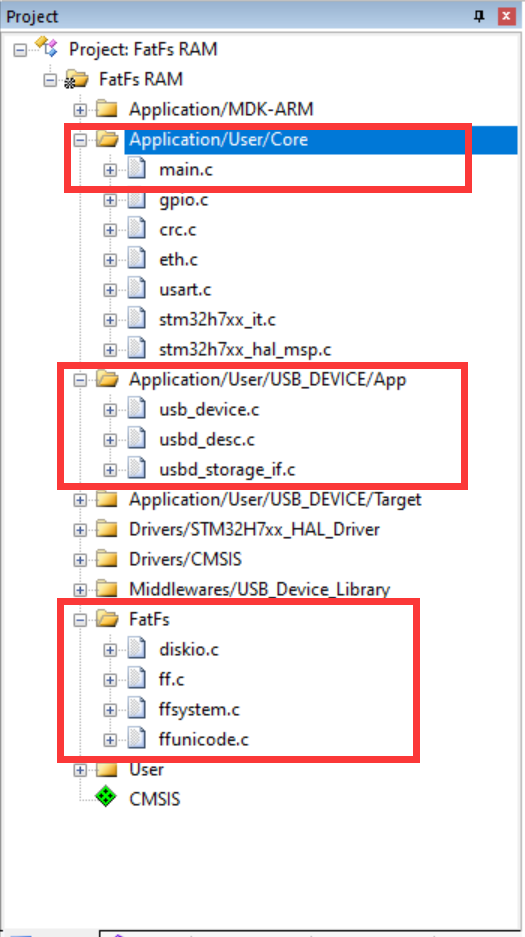 Project
Project: FatFs RAM
FatFs RAM
Application/MDK-ARM
Application/User/Core
main.c
gpio.c
crc.c
eth.c
usart.c
stm32h7xx_it.c
stm32h7xx_hal_msp.c
Application/User/USB_DEVICE/App
usb_device.c
usbd_desc.c
usbd_storage_if.c
Application/User/USB_DEVICE/Target
Drivers/STM32H7xx_HAL_Driver
Drivers/CMSIS
Middlewares/USB_Device_Library
FatFs
diskio.c
ff.c
ffsystem.c
ffunicode.c
User
CMSIS